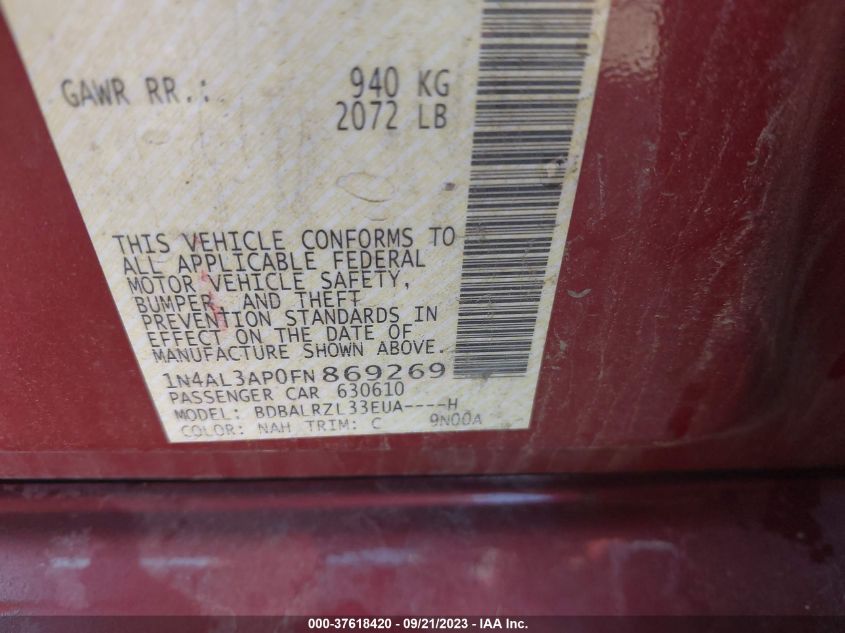 GAWR RR.: 940 KG
2072 LB
THIS VEHICLE CONFORMS TO
ALL APPLICABLE FEDERAL
MOTOR VEHICLE SAFETY,
BUMPER, AND THEFT
PREVENTION STANDARDS IN
EFFECT ON THE DATE OF
MANUFACTURE SHOWN ABOVE.
1N4AL3AP0FN869269
PASSENGER CAR 630610
MODEL: BDBALRZL33EUA----H
COLOR: NAH TRIM: C 9N00A
000-37618420 - 09/21/2023 - IAA Inc.